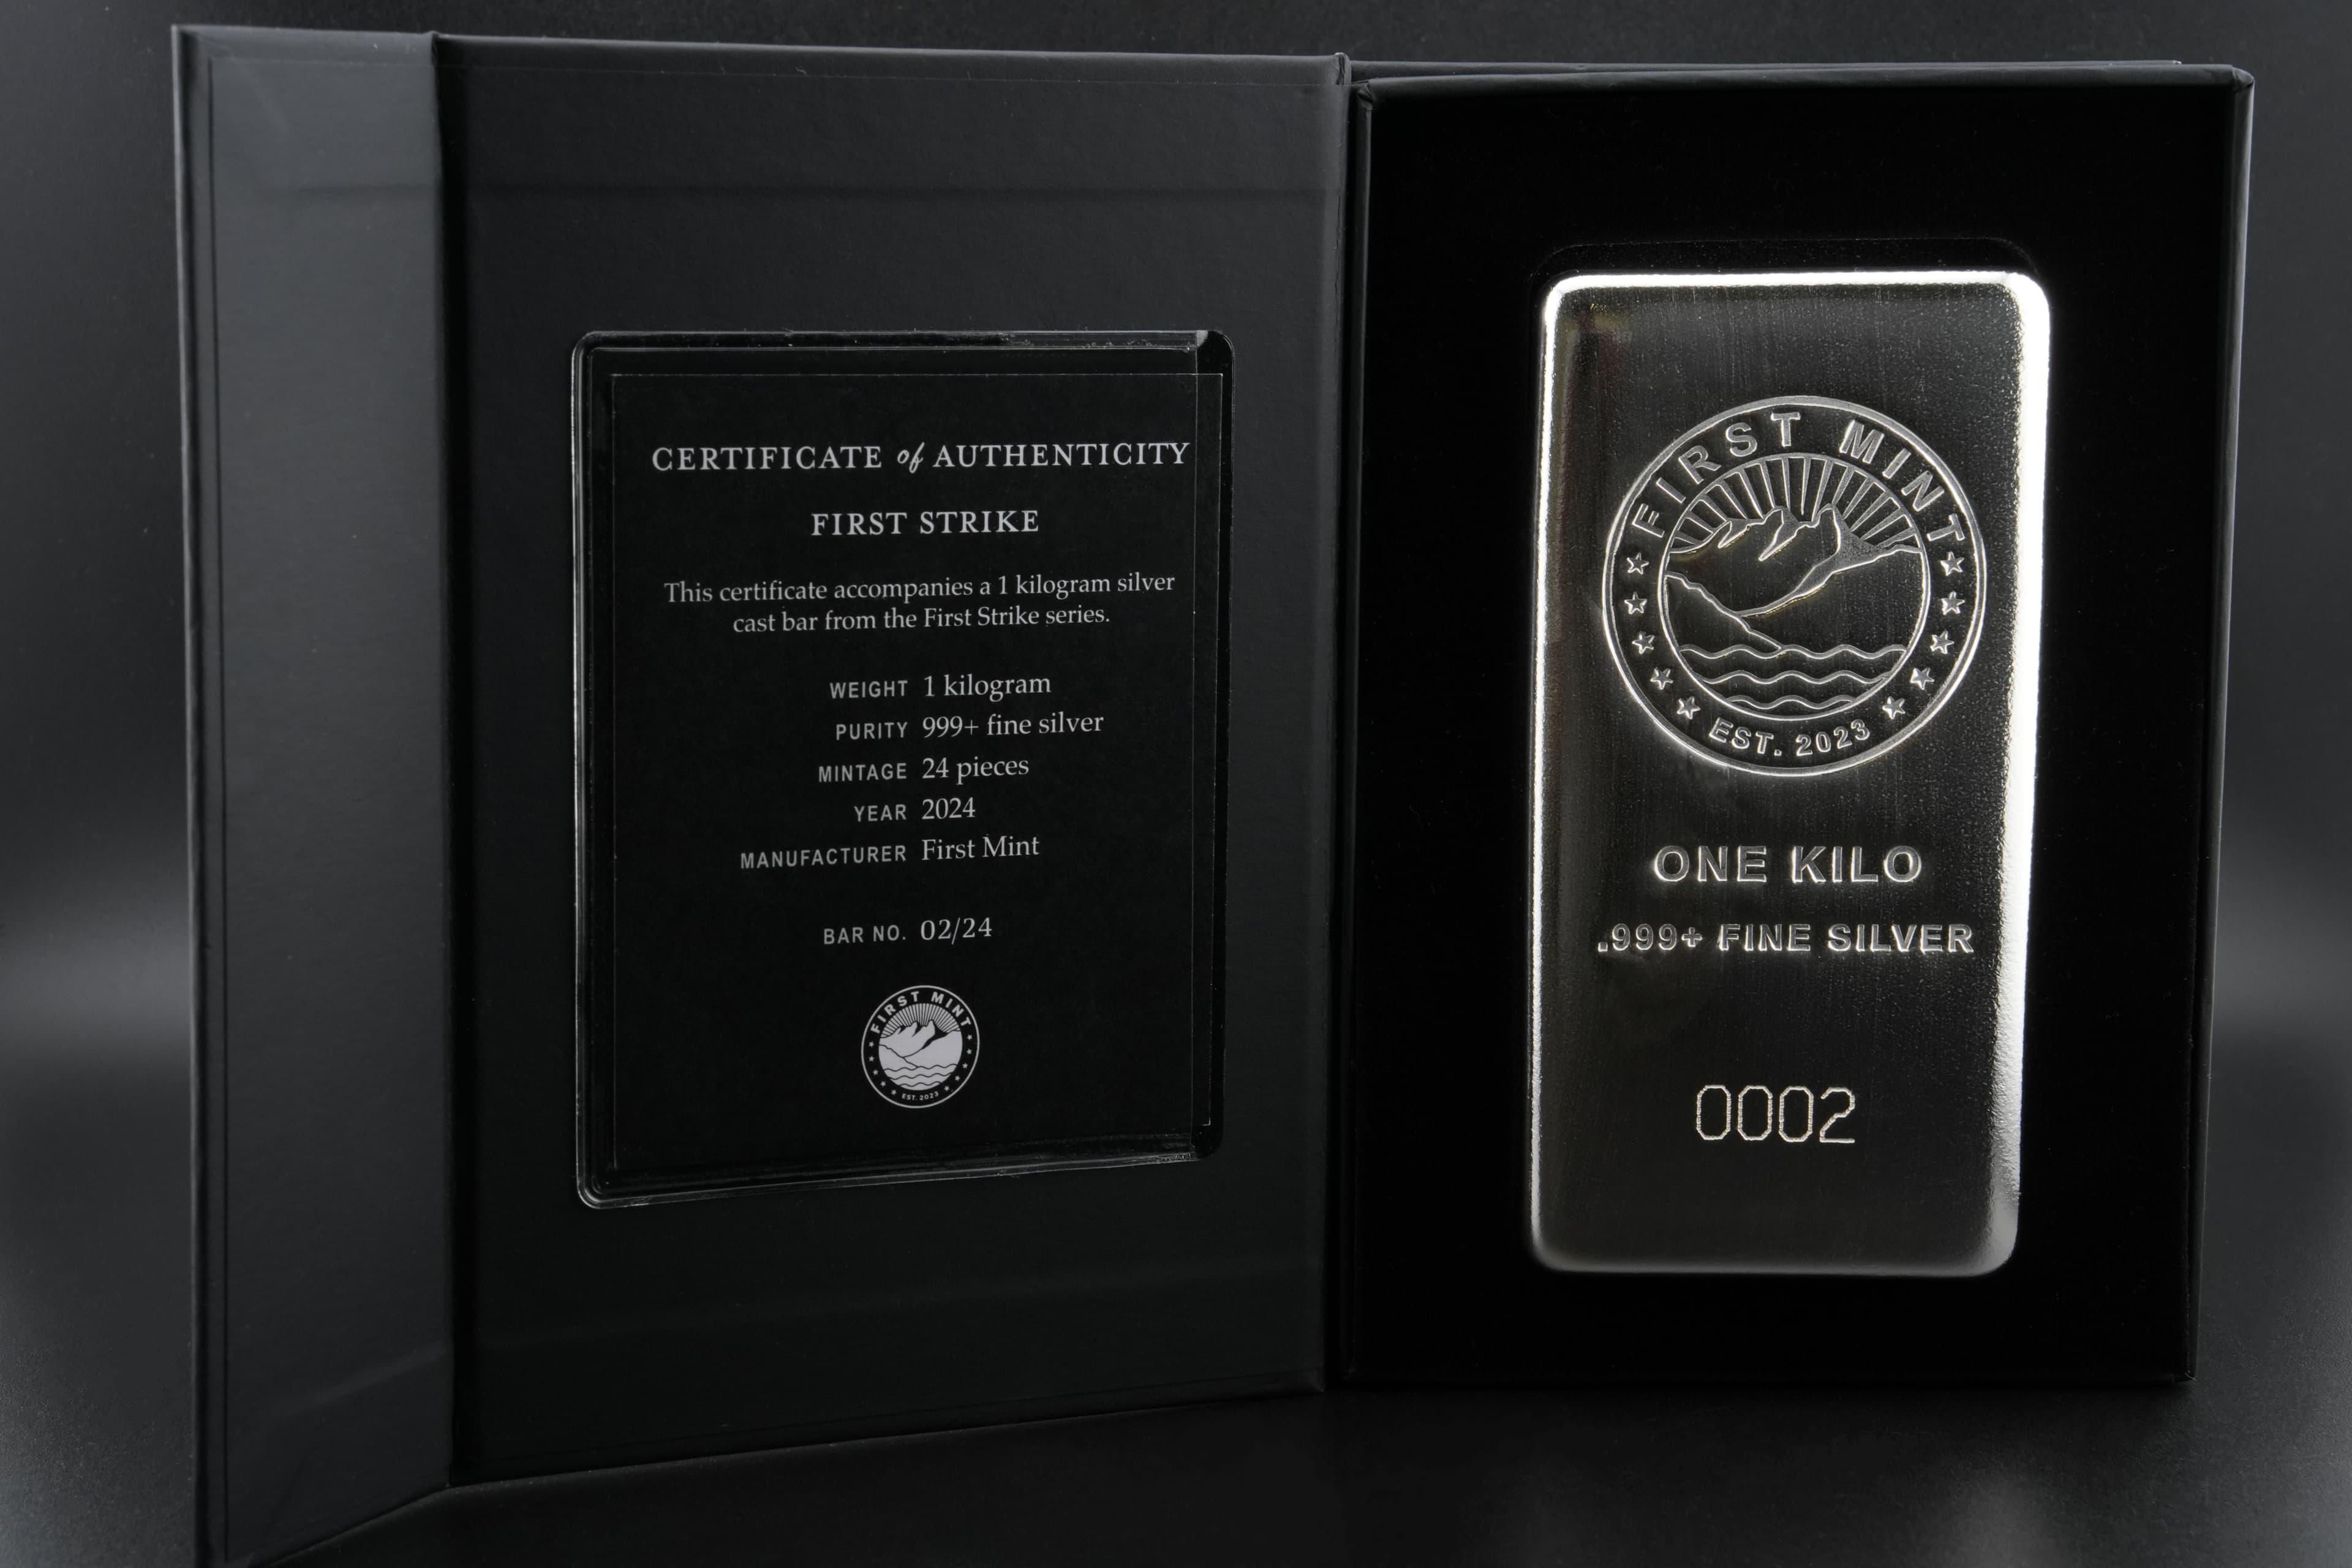 CERTIFICATE of AUTHENTICITY
FIRST STRIKE
This certificate accompanies a 1 kilogram silver
cast bar from the First Strike series.
WEIGHT 1 kilogram
PURITY 999+ fine silver
MINTAGE 24 pieces
YEAR 2024
MANUFACTURER First Mint
BAR NO. 02/24
FIRST MINT
EST. 2023
FIRST MINT
EST. 2023
ONE KILO
.999+ FINE SILVER
0002